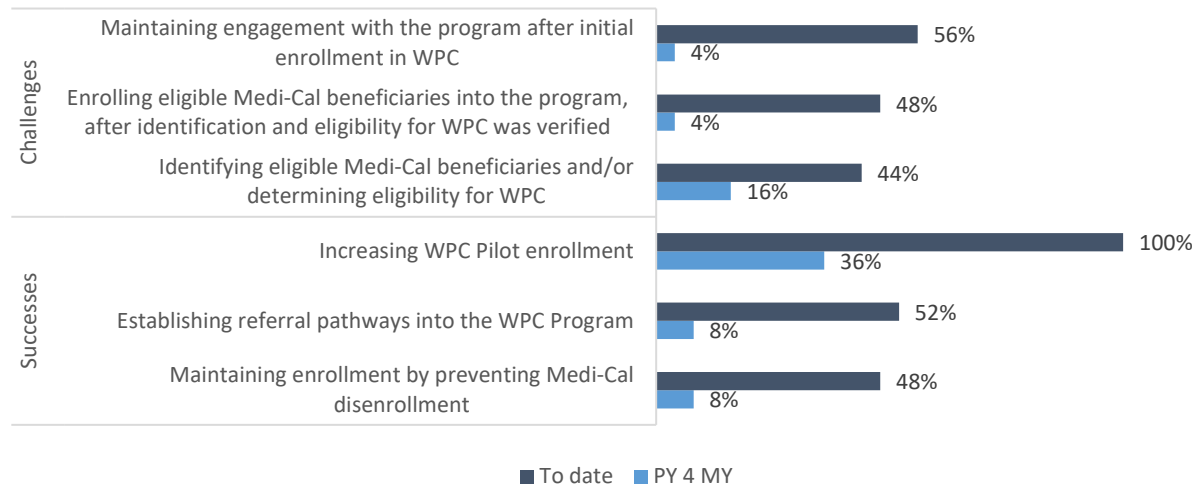 Challenges
Maintaining engagement with the program after initial
enrollment in WPC
56%
4%
Enrolling eligible Medi-Cal beneficiaries into the program,
after identification and eligibility for WPC was verified
48%
4%
Identifying eligible Medi-Cal beneficiaries and/or
determining eligibility for WPC
44%
16%
Successes
Increasing WPC Pilot enrollment
100%
36%
Establishing referral pathways into the WPC Program
52%
8%
Maintaining enrollment by preventing Medi-Cal
disenrollment
48%
8%
To date PY 4 MY